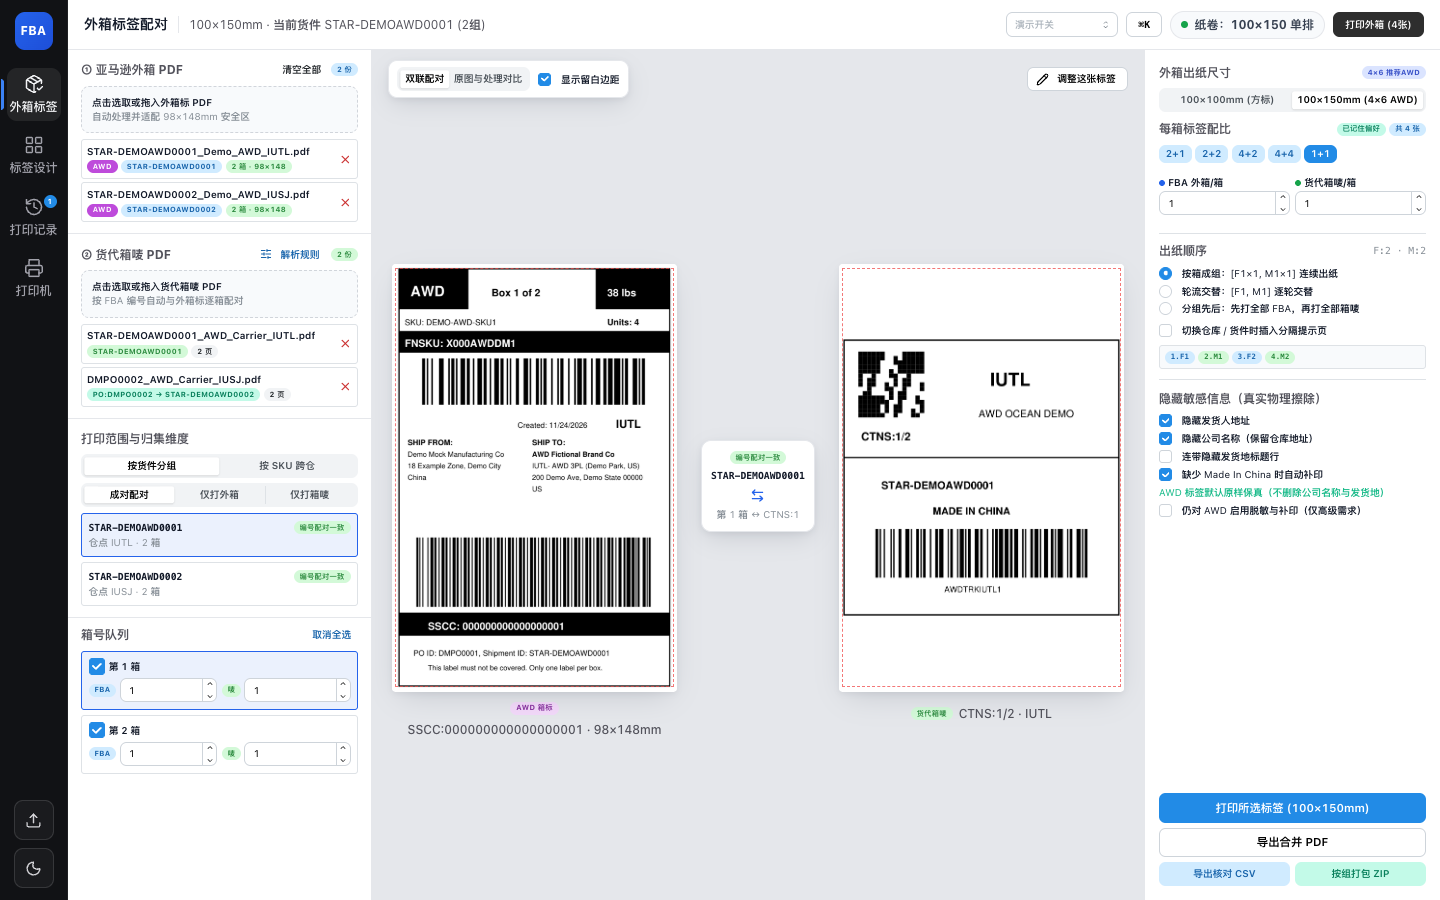 FBA
外箱标签
标签设计
1
打印记录
打印机
外箱标签配对
100×150mm · 当前货件 STAR-DEMOAWD0001 (2组)
演示开关
⌘K
纸卷：100×150 单排
打印外箱 (4张)
① 亚马逊外箱 PDF
清空全部
2 份
点击选取或拖入外箱标 PDF
自动处理并适配 98×148mm 安全区
STAR-DEMOAWD0001_Demo_AWD_IUTL.pdf
AWD STAR-DEMOAWD0001 2 箱 · 98×148
STAR-DEMOAWD0002_Demo_AWD_IUSJ.pdf
AWD STAR-DEMOAWD0002 2 箱 · 98×148
② 货代箱唛 PDF
解析规则
2 份
点击选取或拖入货代箱唛 PDF
按 FBA 编号自动与外箱标逐箱配对
STAR-DEMOAWD0001_AWD_Carrier_IUTL.pdf
STAR-DEMOAWD0001 2 页
DMPO0002_AWD_Carrier_IUSJ.pdf
PO:DMPO0002 → STAR-DEMOAWD0002 2 页
打印范围与归集维度
按货件分组 按 SKU 跨仓
成对配对 仅打外箱 仅打箱唛
STAR-DEMOAWD0001 编号配对一致
仓点 IUTL · 2 箱
STAR-DEMOAWD0002 编号配对一致
仓点 IUSJ · 2 箱
箱号队列
取消全选
第 1 箱
FBA 1 唛 1
第 2 箱
FBA 1 唛 1
双联配对 原图与处理对比 显示留白边距
调整这张标签
AWD
Box 1 of 2
38 lbs
SKU: DEMO-AWD-SKU1
Units: 4
FNSKU: X000AWDDM1
Created: 11/24/2026
IUTL
SHIP FROM:
Demo Mock Manufacturing Co
18 Example Zone, Demo City
China
SHIP TO:
AWD Fictional Brand Co
IUTL- AWD 3PL (Demo Park, US)
200 Demo Ave, Demo State 00000
US
SSCC: 000000000000000001
PO ID: DMPO0001, Shipment ID: STAR-DEMOAWD0001
This label must not be covered. Only one label per box.
AWD 箱标
SSCC:000000000000000001 · 98×148mm
编号配对一致
STAR-DEMOAWD0001
第 1 箱 ↔ CTNS:1
IUTL
AWD OCEAN DEMO
CTNS:1/2
STAR-DEMOAWD0001
MADE IN CHINA
AWDTRKIUTL1
货代箱唛 CTNS:1/2 · IUTL
外箱出纸尺寸
4×6 推荐AWD
100×100mm (方标) 100×150mm (4×6 AWD)
每箱标签配比
已记住偏好 共 4 张
2+1 2+2 4+2 4+4 1+1
FBA 外箱/箱 货代箱唛/箱
1 1
出纸顺序
F:2 · M:2
按箱成组：[F1×1, M1×1] 连续出纸
轮流交替：[F1, M1] 逐轮交替
分组先后：先打全部 FBA，再打全部箱唛
切换仓库 / 货件时插入分隔提示页
1.F1 2.M1 3.F2 4.M2
隐藏敏感信息（真实物理擦除）
隐藏发货人地址
隐藏公司名称（保留仓库地址）
连带隐藏发货地标题行
缺少 Made In China 时自动补印
AWD 标签默认原样保真（不删除公司名称与发货地）
仍对 AWD 启用脱敏与补印（仅高级需求）
打印所选标签 (100×150mm)
导出合并 PDF
导出核对 CSV 按组打包 ZIP